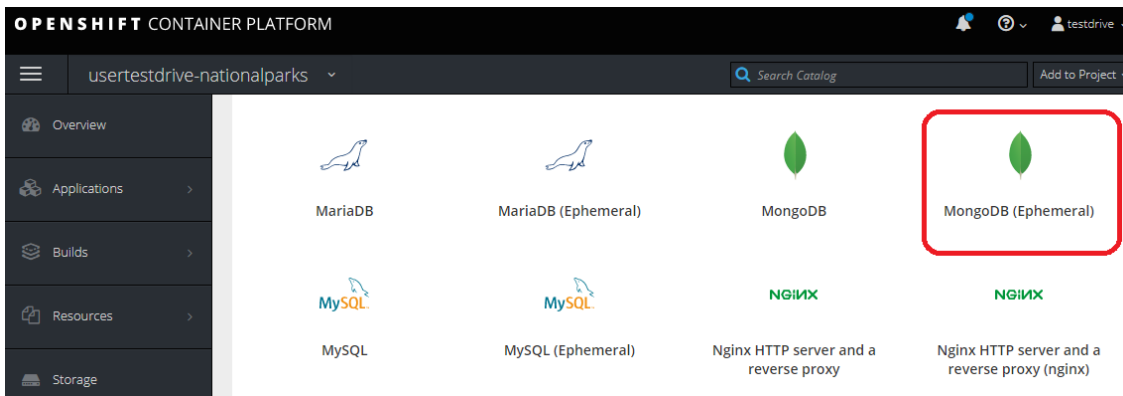 OPENSHIFT CONTAINER PLATFORM
testdrive
usertestdrive-nationalparks
Search Catalog
Add to Project
Overview
Applications
Builds
Resources
Storage
MariaDB
MariaDB (Ephemeral)
MongoDB
MongoDB (Ephemeral)
MySQL
MySQL
NGINX
NGINX
MySQL
MySQL (Ephemeral)
Nginx HTTP server and a
reverse proxy
Nginx HTTP server and a
reverse proxy (nginx)